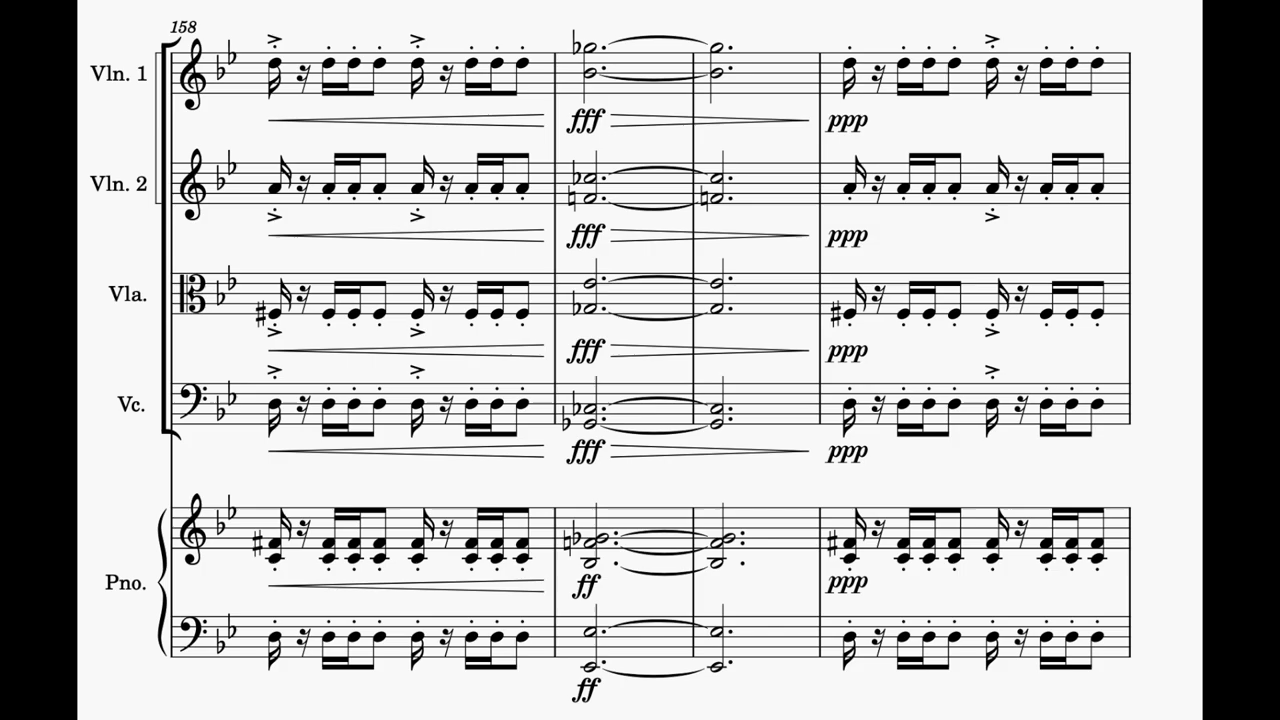 158
Vln. 1
fff ppp
Vln. 2
fff ppp
Vla.
fff ppp
Vc.
fff ppp
Pno.
ff ppp
ff